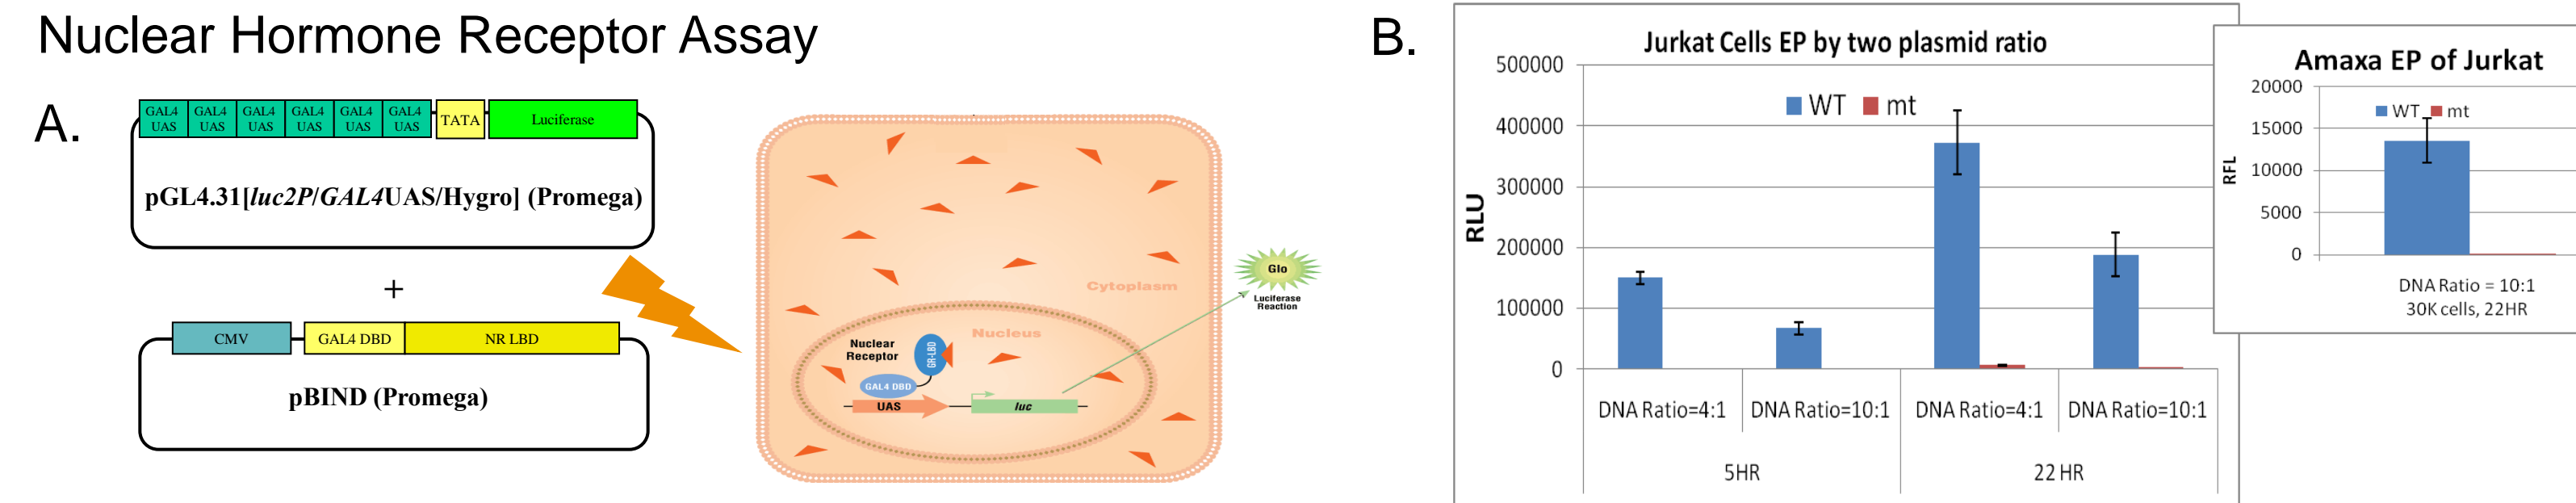 Nuclear Hormone Receptor Assay
A.
GAL4 UAS
GAL4 UAS
GAL4 UAS
GAL4 UAS
GAL4 UAS
GAL4 UAS
TATA
Luciferase
pGL4.31[luc2P/GAL4UAS/Hygro] (Promega)
+
CMV
GAL4 DBD
NR LBD
pBIND (Promega)
Cytoplasm
Nucleus
Nuclear
Receptor
GR-LBD
GAL4 DBD
UAS
luc
Glo
Luciferase
Reaction
B.
Jurkat Cells EP by two plasmid ratio
WT mt
RLU
500000
400000
300000
200000
100000
0
DNA Ratio=4:1 DNA Ratio=10:1 DNA Ratio=4:1 DNA Ratio=10:1
5HR 22 HR
Amaxa EP of Jurkat
WT mt
RFL
20000
15000
10000
5000
0
DNA Ratio = 10:1
30K cells, 22HR